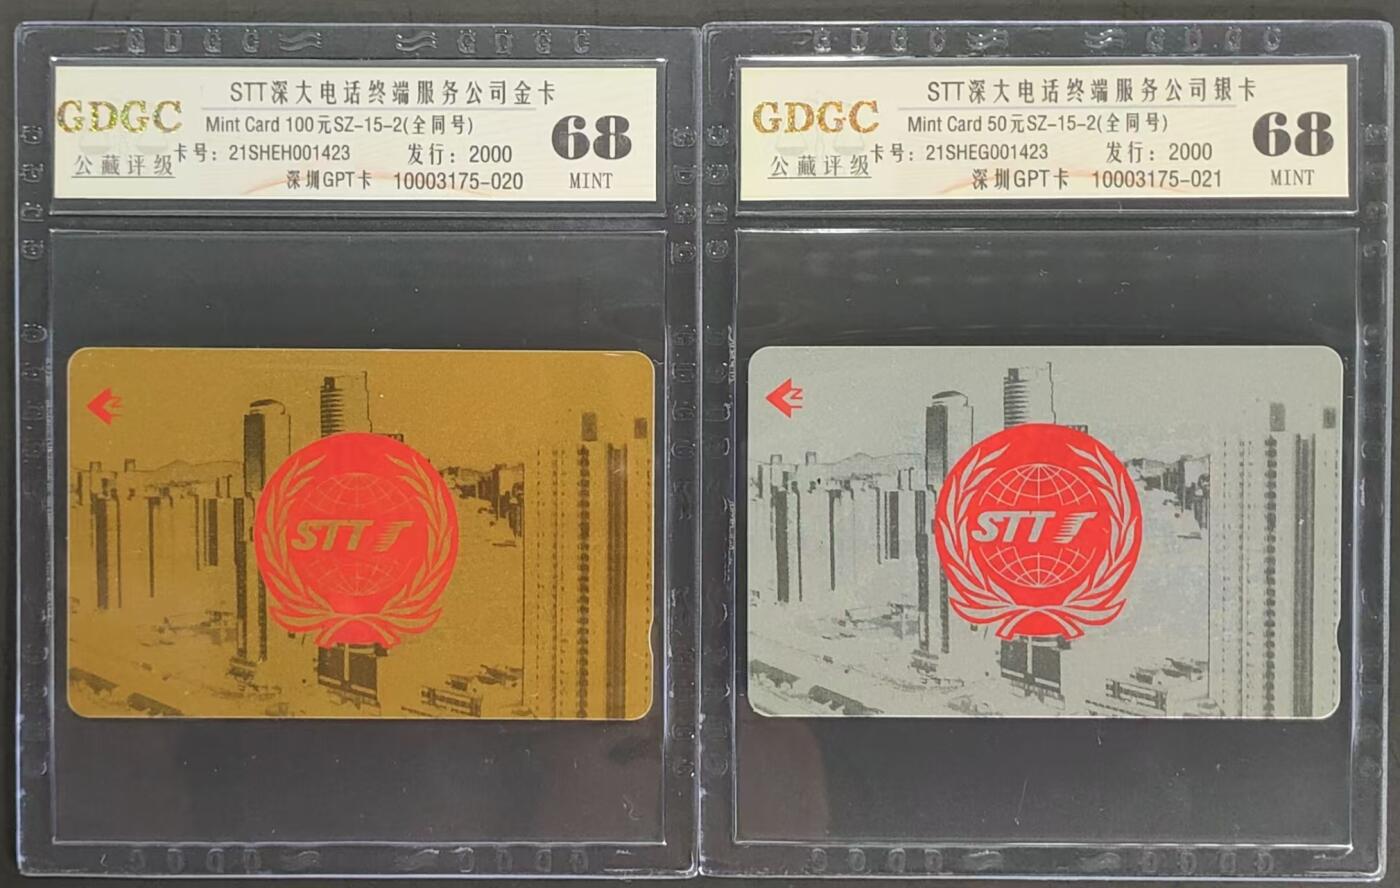 GDGC
STT深大电话终端服务公司金卡
Mint Card 100元SZ-15-2(全同号)
公藏评级
卡号：21SHEH001423 发行：2000
深圳GPT卡 10003175-020
68
MINT
STT
GDGC
STT深大电话终端服务公司银卡
Mint Card 50元SZ-15-2(全同号)
公藏评级
卡号：21SHEG001423 发行：2000
深圳GPT卡 10003175-021
68
MINT
STT